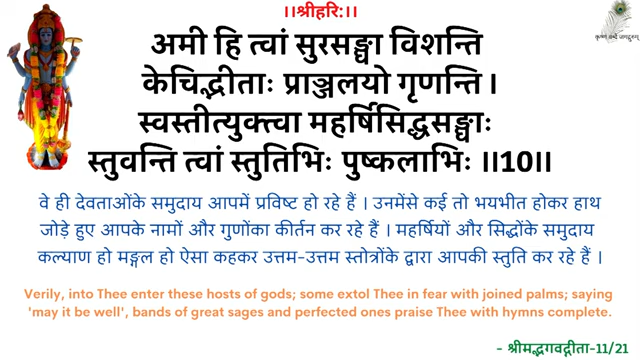 ।।श्रीहरि:।।
कृष्णं वन्दे जगद्गुरुम्
अमी हि त्वां सुरसङ्घा विशन्ति
केचिद्भीताः प्राञ्जलयो गृणन्ति ।
स्वस्तीत्युक्त्वा महर्षिसिद्धसङ्घाः
स्तुवन्ति त्वां स्तुतिभिः पुष्कलाभिः ।।10।।
वे ही देवताओंके समुदाय आपमें प्रविष्ट हो रहे हैं । उनमेंसे कई तो भयभीत होकर हाथ
जोड़े हुए आपके नामों और गुणोंका कीर्तन कर रहे हैं । महर्षियों और सिद्धोंके समुदाय
कल्याण हो मङ्गल हो ऐसा कहकर उत्तम-उत्तम स्तोत्रोंके द्वारा आपकी स्तुति कर रहे हैं ।
Verily, into Thee enter these hosts of gods; some extol Thee in fear with joined palms; saying
'may it be well', bands of great sages and perfected ones praise Thee with hymns complete.
- श्रीमद्भगवद्गीता-11/21